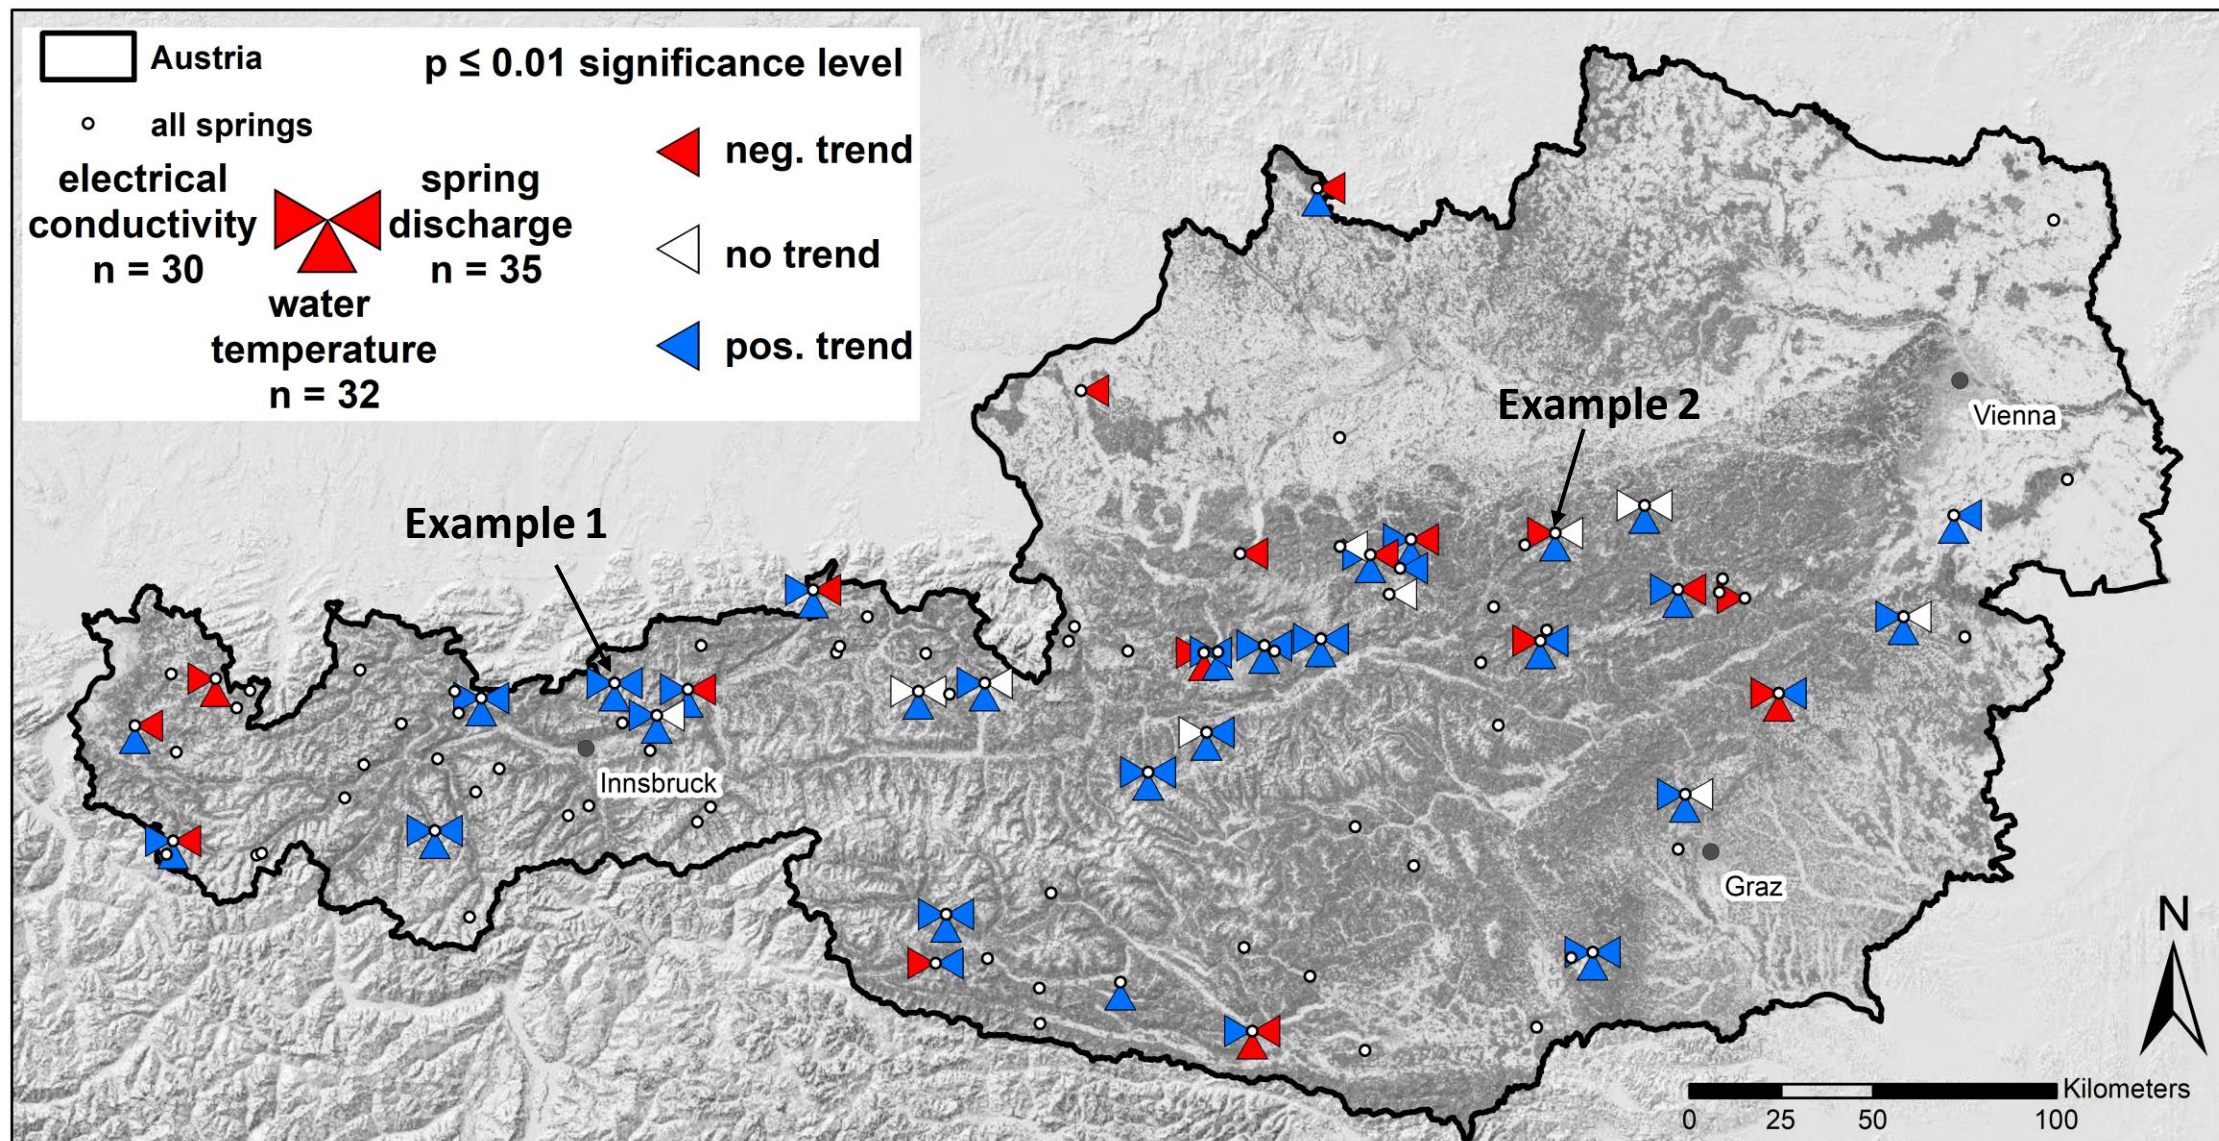 Austria
p ≤ 0.01 significance level
all springs
electrical
conductivity
n = 30
spring
discharge
n = 35
water
temperature
n = 32
neg. trend
no trend
pos. trend
Example 2
Vienna
Example 1
Innsbruck
Graz
N
Kilometers
0 25 50 100